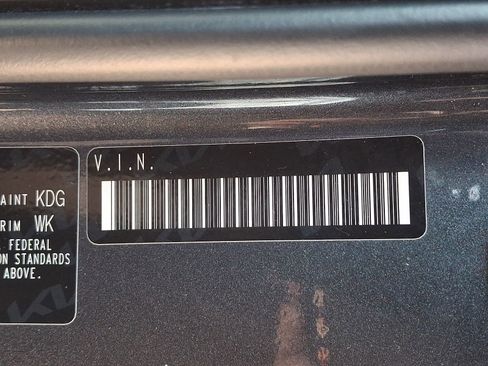 V.I.N.
AINT KDG
RIM WK
FEDERAL
ON STANDARDS
ABOVE.